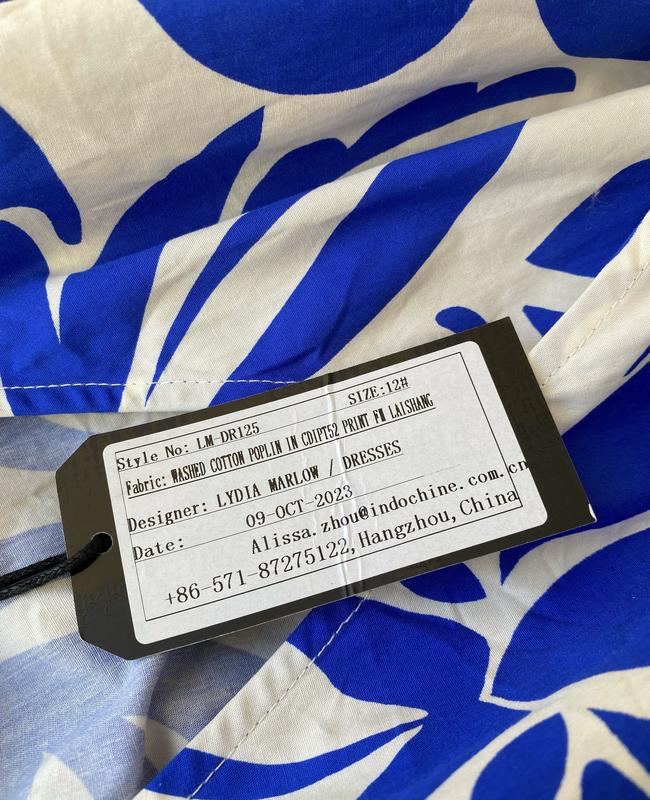 SIZE:12#
Style No: LM-DR125
Fabric: WASHED COTTON POPLIN IN CDIPT52 PRINT FM LAISHANG
Designer: LYDIA MARLOW / DRESSES
Date: 09-OCT-2023
Alissa.zhou@indochine.com.cn
+86-571-87275122,Hangzhou,China